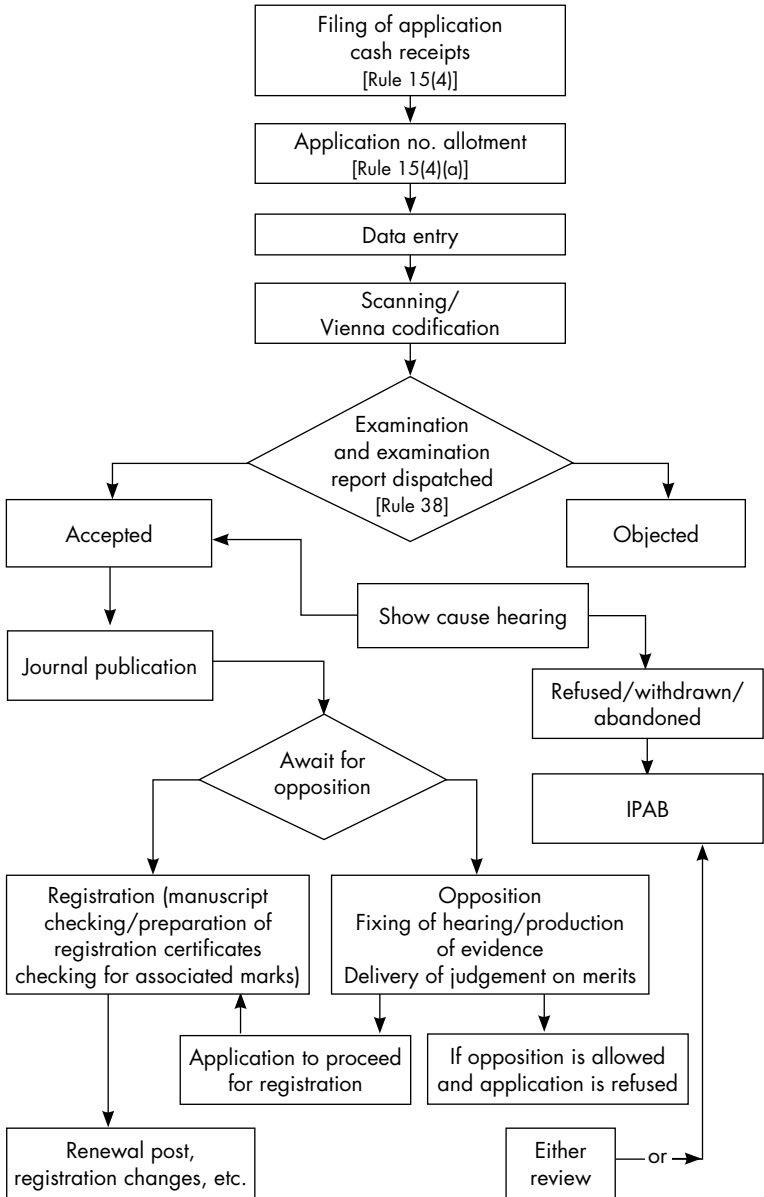 Filing of application
cash receipts
[Rule 15(4)]
Application no. allotment
[Rule 15(4)(a)]
Data entry
Scanning/
Vienna codification
Examination
and examination
report dispatched
[Rule 38]
Accepted
Objected
Show cause hearing
Journal publication
Refused/withdrawn/
abandoned
Await for
opposition
IPAB
Registration (manuscript
checking/preparation of
registration certificates
checking for associated marks)
Opposition
Fixing of hearing/production
of evidence
Delivery of judgement on merits
Application to proceed
for registration
If opposition is allowed
and application is refused
Renewal post,
registration changes, etc.
Either
review
or